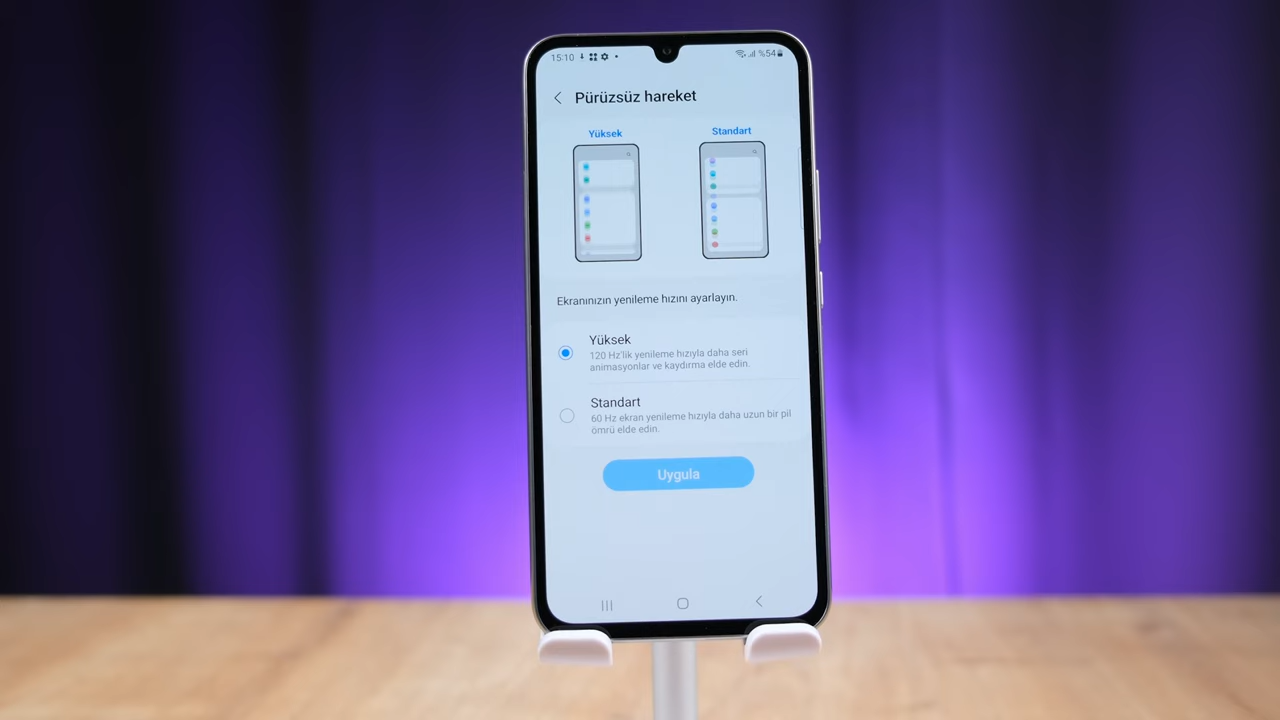 15:10 %54
Pürüzsüz hareket
Yüksek Standart
Ekranınızın yenileme hızını ayarlayın.
Yüksek
120 Hz'lik yenileme hızıyla daha seri
animasyonlar ve kaydırma elde edin.
Standart
60 Hz ekran yenileme hızıyla daha uzun bir pil
ömrü elde edin.
Uygula